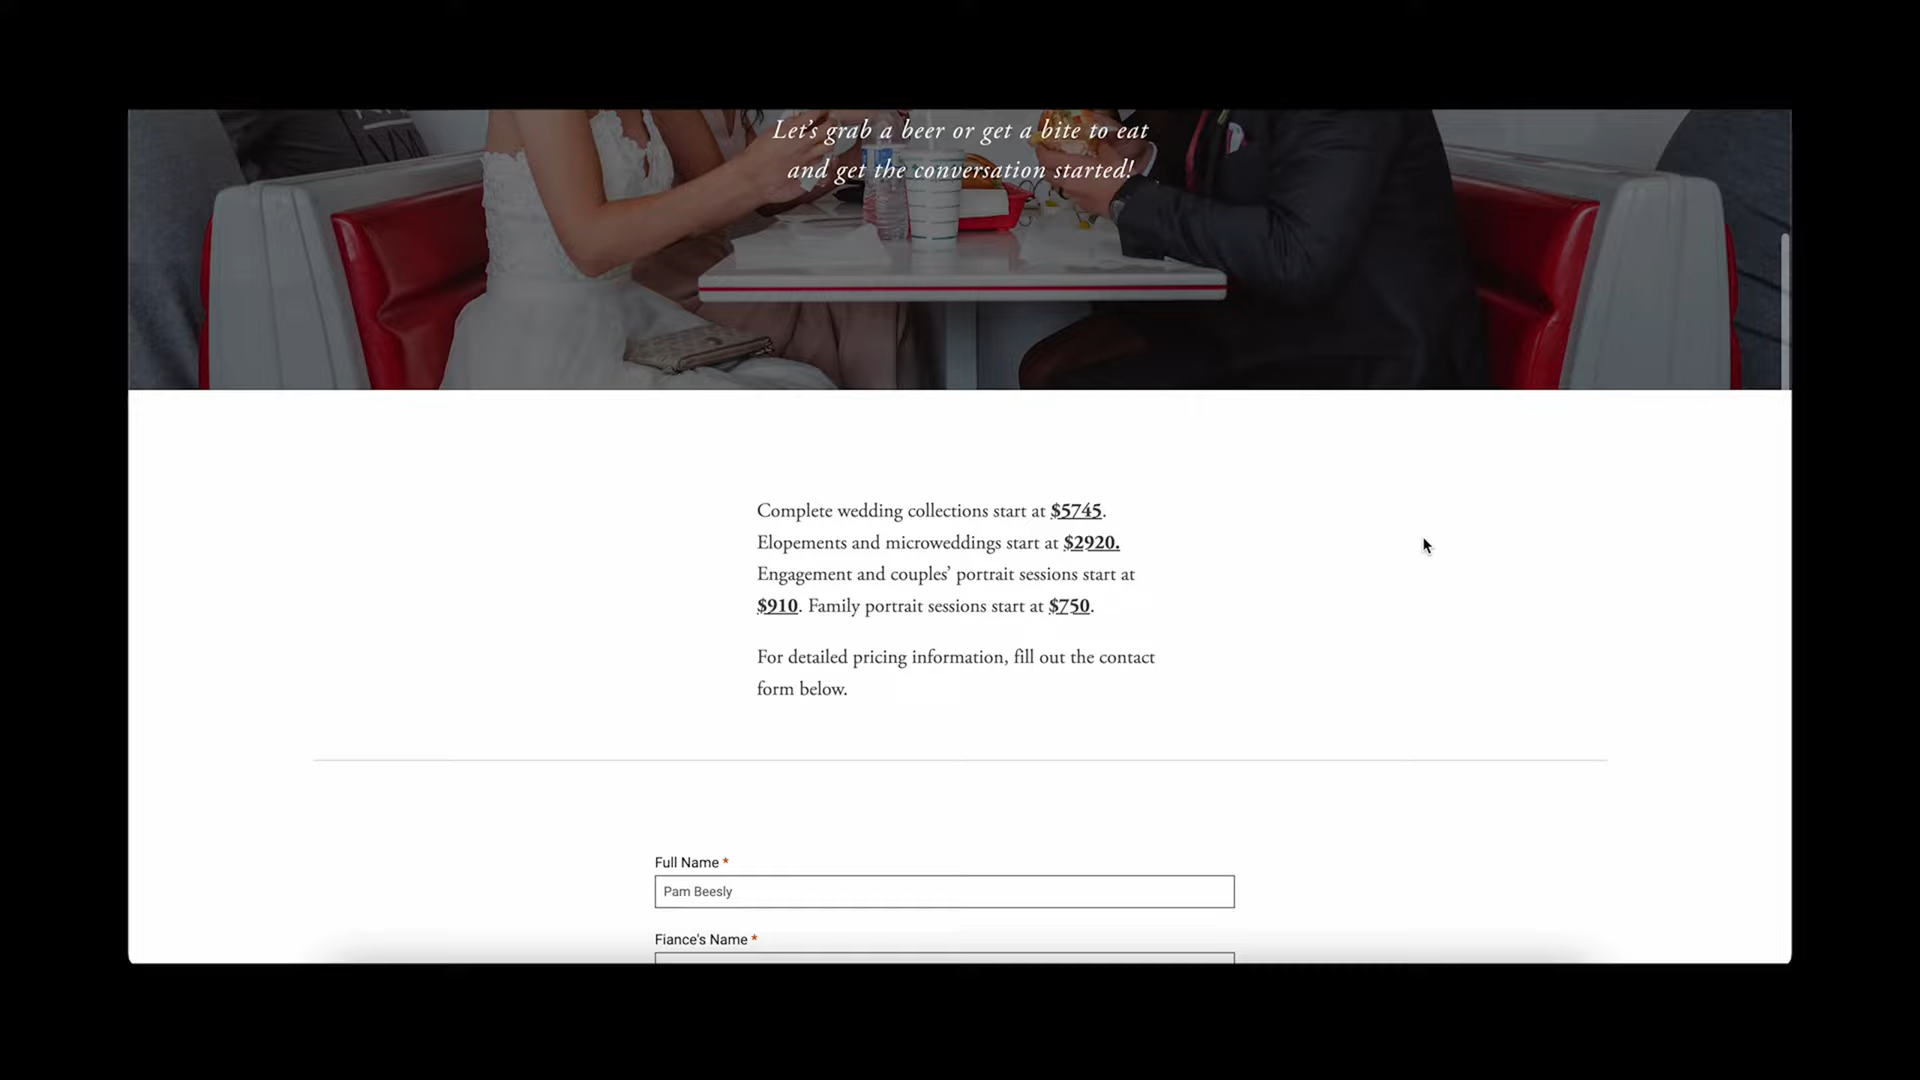 Let's grab a beer or get a bite to eat
and get the conversation started!
Complete wedding collections start at $5745.
Elopements and microweddings start at $2920.
Engagement and couples' portrait sessions start at
$910. Family portrait sessions start at $750.
For detailed pricing information, fill out the contact
form below.
Full Name *
Pam Beesly
Fiance's Name *